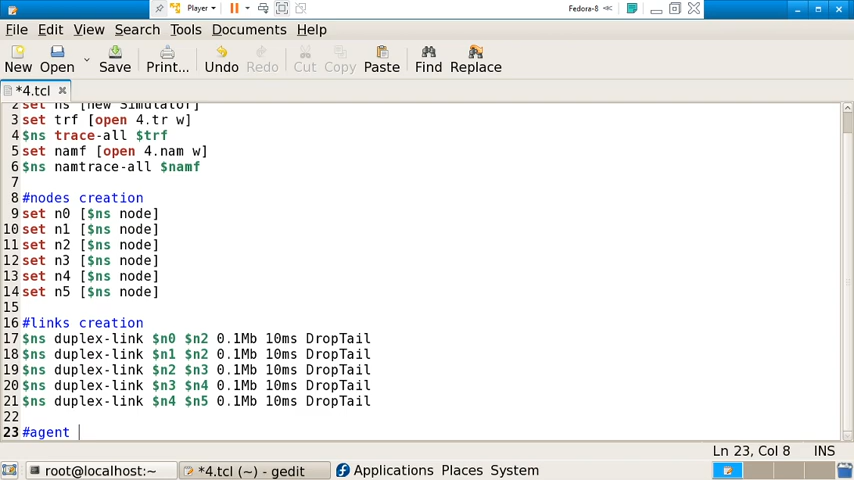 Player
Fedora-8
File Edit View Search Tools Documents Help
New Open Save Print... Undo Redo Cut Copy Paste Find Replace
*4.tcl
2 set ns [new Simulator]
3 set trf [open 4.tr w]
4 $ns trace-all $trf
5 set namf [open 4.nam w]
6 $ns namtrace-all $namf
7
8 #nodes creation
9 set n0 [$ns node]
10 set n1 [$ns node]
11 set n2 [$ns node]
12 set n3 [$ns node]
13 set n4 [$ns node]
14 set n5 [$ns node]
15
16 #links creation
17 $ns duplex-link $n0 $n2 0.1Mb 10ms DropTail
18 $ns duplex-link $n1 $n2 0.1Mb 10ms DropTail
19 $ns duplex-link $n2 $n3 0.1Mb 10ms DropTail
20 $ns duplex-link $n3 $n4 0.1Mb 10ms DropTail
21 $ns duplex-link $n4 $n5 0.1Mb 10ms DropTail
22
23 #agent
Ln 23, Col 8 INS
root@localhost:~ *4.tcl (~) - gedit Applications Places System